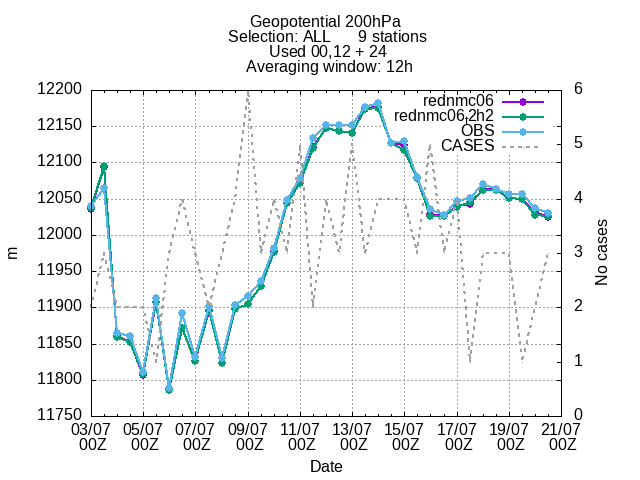 Geopotential 200hPa
Selection: ALL      9 stations
Used 00,12 + 24
Averaging window: 12h
12200
12150
12100
12050
12000
11950
11900
11850
11800
11750
m
6
5
4
3
2
1
0
No cases
rednmc06
rednmc06,2h2
OBS
CASES
03/07 05/07 07/07 09/07 11/07 13/07 15/07 17/07 19/07 21/07
00Z 00Z 00Z 00Z 00Z 00Z 00Z 00Z 00Z 00Z
Date